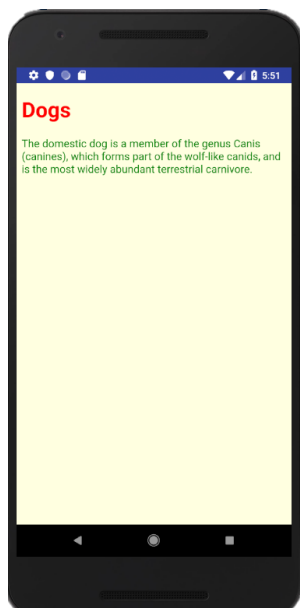 5:51
Dogs
The domestic dog is a member of the genus Canis
(canines), which forms part of the wolf-like canids, and
is the most widely abundant terrestrial carnivore.